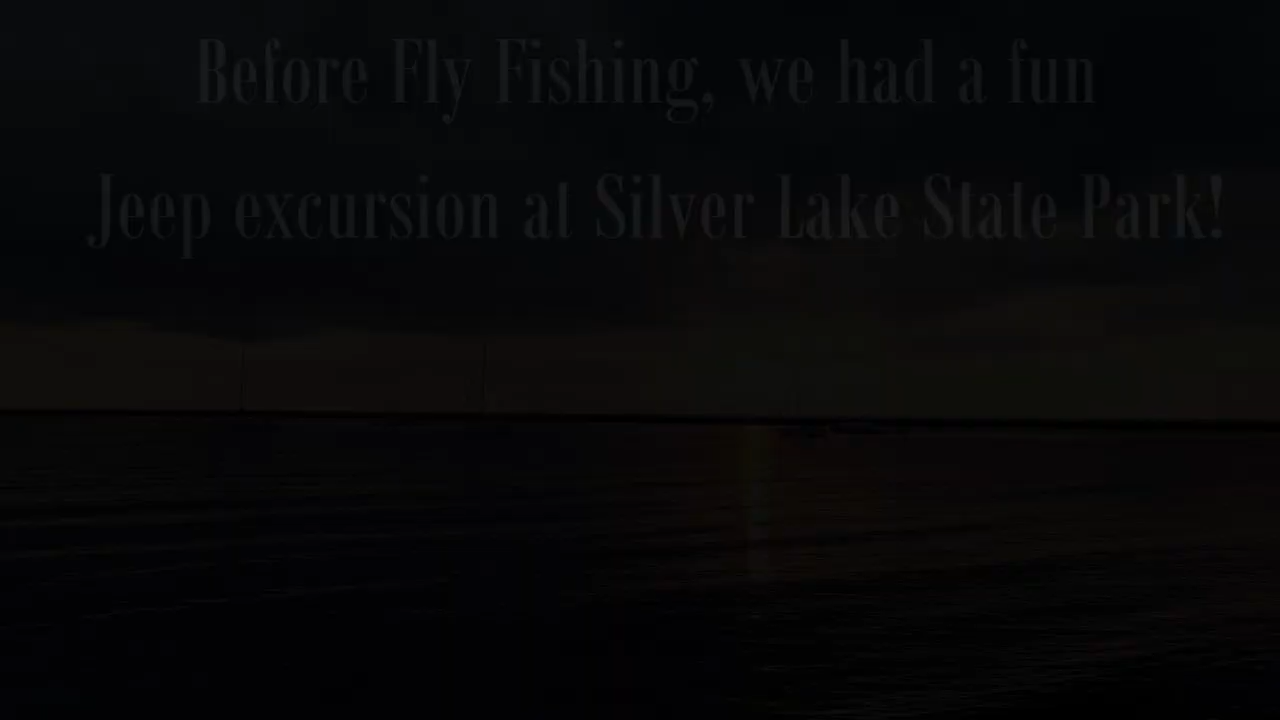 Before Fly Fishing, we had a fun
Jeep excursion at Silver Lake State Park!